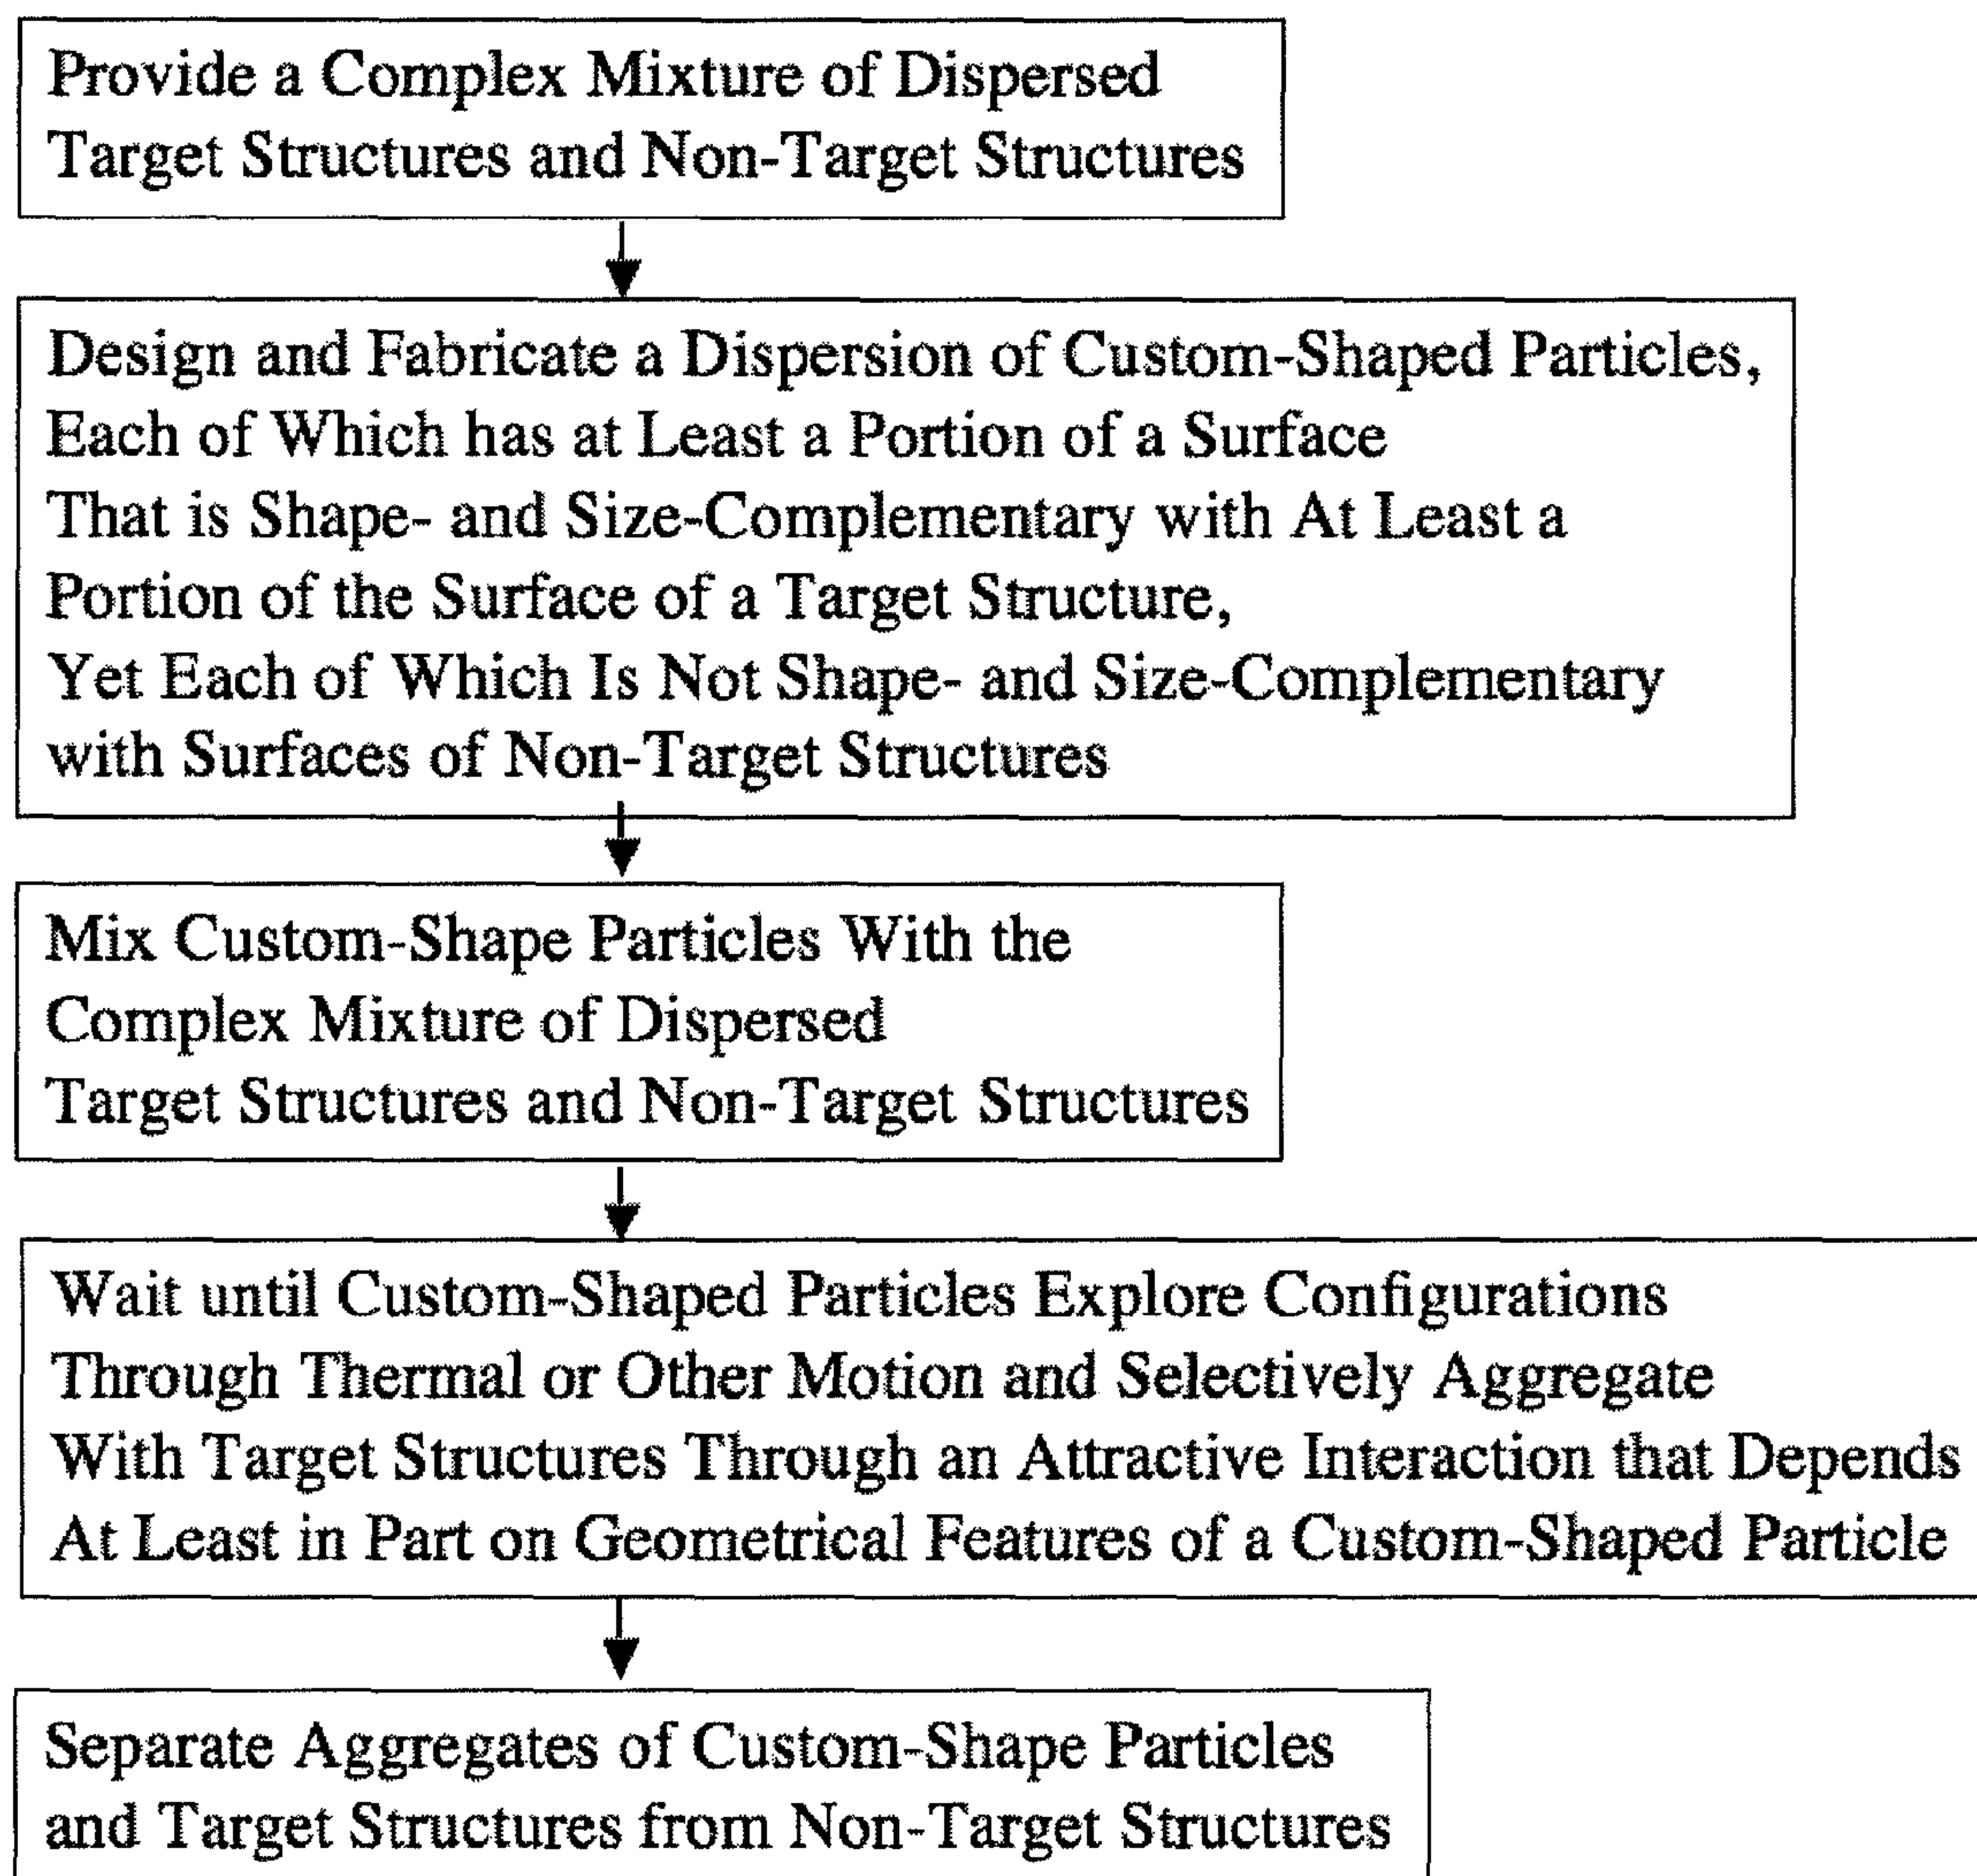 Provide a Complex Mixture of Dispersed
Target Structures and Non-Target Structures
Design and Fabricate a Dispersion of Custom-Shaped Particles,
Each of Which has at Least a Portion of a Surface
That is Shape- and Size-Complementary with At Least a
Portion of the Surface of a Target Structure,
Yet Each of Which Is Not Shape- and Size-Complementary
with Surfaces of Non-Target Structures
Mix Custom-Shape Particles With the
Complex Mixture of Dispersed
Target Structures and Non-Target Structures
Wait until Custom-Shaped Particles Explore Configurations
Through Thermal or Other Motion and Selectively Aggregate
With Target Structures Through an Attractive Interaction that Depends
At Least in Part on Geometrical Features of a Custom-Shaped Particle
Separate Aggregates of Custom-Shape Particles
and Target Structures from Non-Target Structures